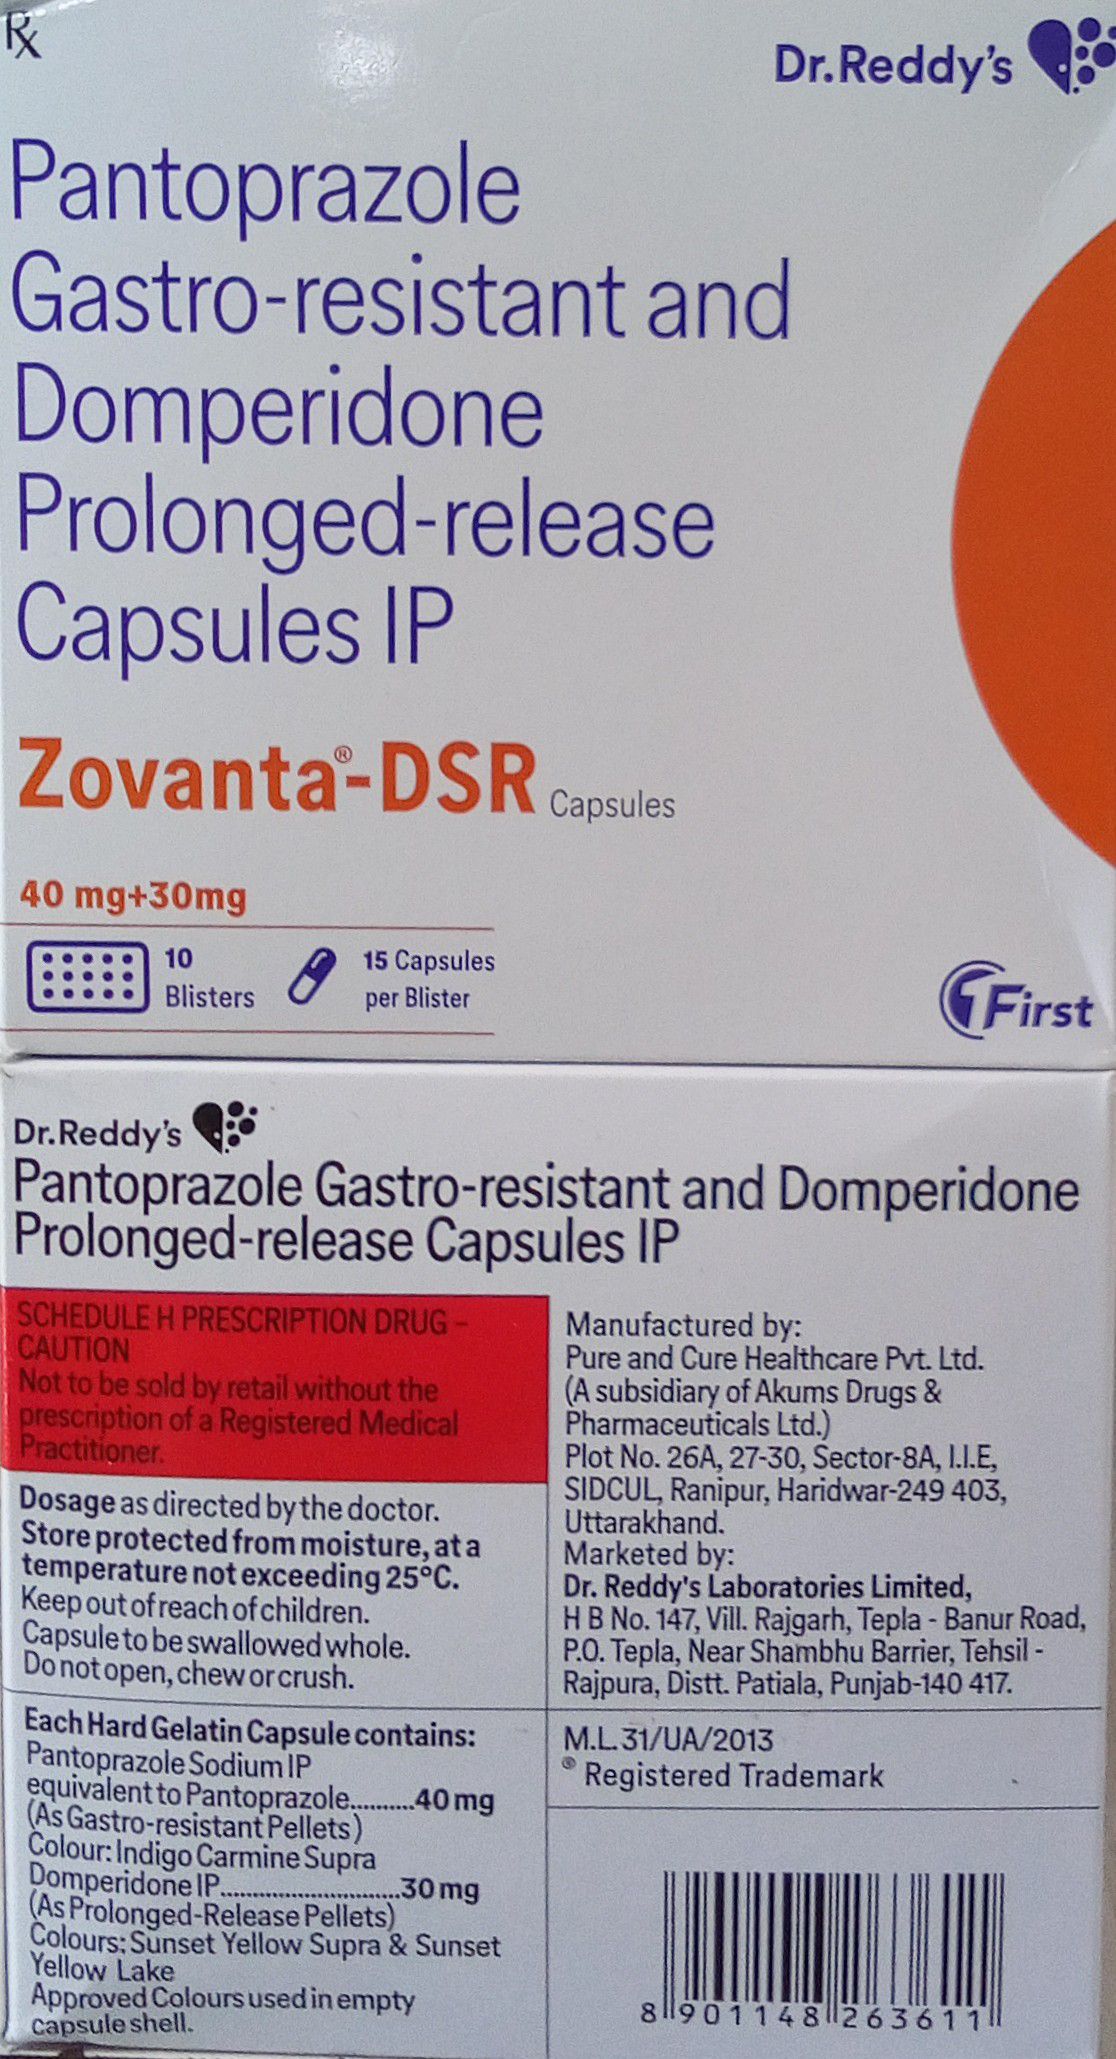 Rx
Dr.Reddy's
Pantoprazole
Gastro-resistant and
Domperidone
Prolonged-release
Capsules IP
Zovanta®-DSR Capsules
40 mg+30mg
10
Blisters
15 Capsules
per Blister
First
Dr.Reddy's
Pantoprazole Gastro-resistant and Domperidone
Prolonged-release Capsules IP
SCHEDULE H PRESCRIPTION DRUG -
CAUTION
Not to be sold by retail without the
prescription of a Registered Medical
Practitioner.
Dosage as directed by the doctor.
Store protected from moisture, at a
temperature not exceeding 25°C.
Keep out of reach of children.
Capsule to be swallowed whole.
Do not open, chew or crush.
Each Hard Gelatin Capsule contains:
Pantoprazole Sodium IP
equivalent to Pantoprazole..........40 mg
(As Gastro-resistant Pellets)
Colour: Indigo Carmine Supra
Domperidone IP..............................30 mg
(As Prolonged-Release Pellets)
Colours: Sunset Yellow Supra & Sunset
Yellow Lake
Approved Colours used in empty
capsule shell.
Manufactured by:
Pure and Cure Healthcare Pvt. Ltd.
(A subsidiary of Akums Drugs &
Pharmaceuticals Ltd.)
Plot No. 26A, 27-30, Sector-8A, I.I.E,
SIDCUL, Ranipur, Haridwar-249 403,
Uttarakhand.
Marketed by:
Dr. Reddy's Laboratories Limited,
H B No. 147, Vill. Rajgarh, Tepla - Banur Road,
P.O. Tepla, Near Shambhu Barrier, Tehsil -
Rajpura, Distt. Patiala, Punjab-140 417.
M.L.31/UA/2013
® Registered Trademark
8 901148 263611